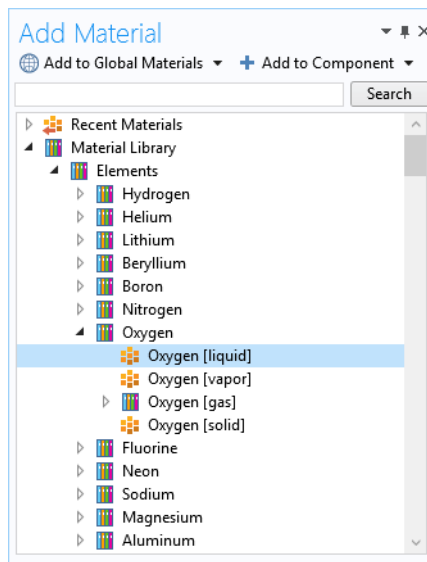 Add Material
Add to Global Materials Add to Component
Search
Recent Materials
Material Library
Elements
Hydrogen
Helium
Lithium
Beryllium
Boron
Nitrogen
Oxygen
Oxygen [liquid]
Oxygen [vapor]
Oxygen [gas]
Oxygen [solid]
Fluorine
Neon
Sodium
Magnesium
Aluminum